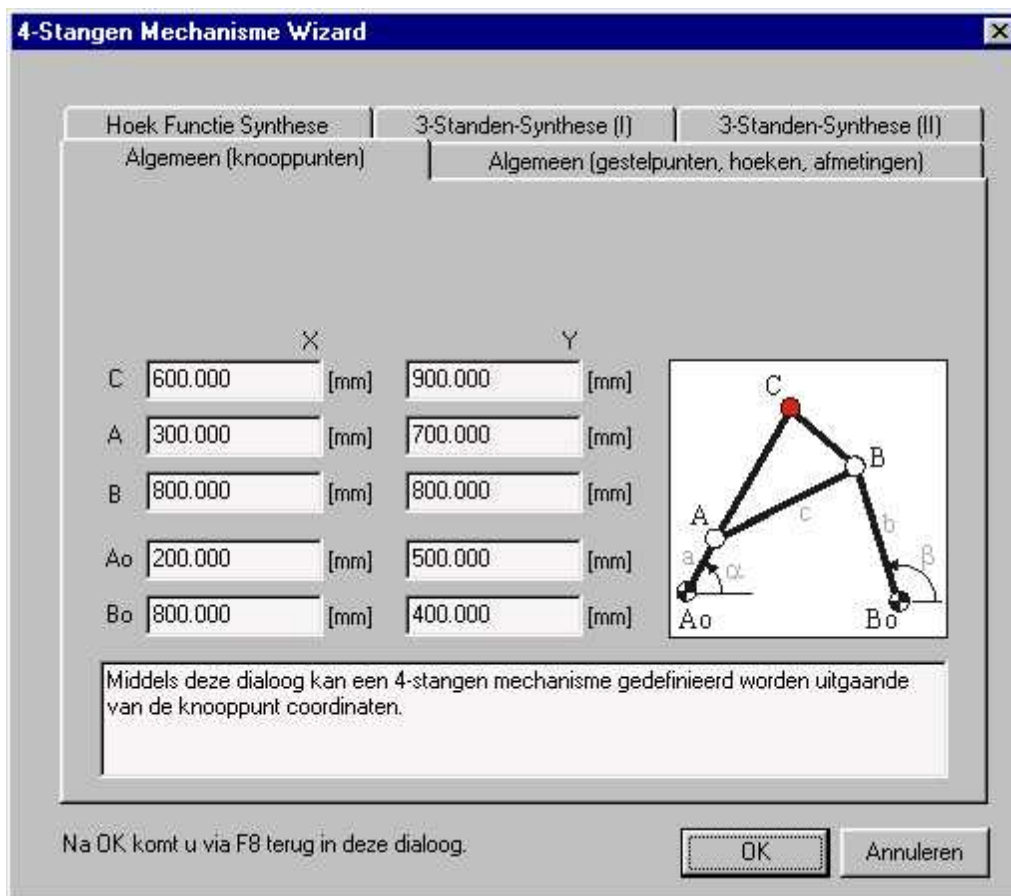 4-Stangen Mechanisme Wizard
Hoek Functie Synthese
3-Standen-Synthese (I)
3-Standen-Synthese (II)
Algemeen (knooppunten)
Algemeen (gestelpunten, hoeken, afmetingen)
X Y
C 600.000 [mm] 900.000 [mm]
A 300.000 [mm] 700.000 [mm]
B 800.000 [mm] 800.000 [mm]
Ao 200.000 [mm] 500.000 [mm]
Bo 800.000 [mm] 400.000 [mm]
C
B
A
c
b
a
α
β
Ao
Bo
Middels deze dialoog kan een 4-stangen mechanisme gedefinieerd worden uitgaande
van de knooppunt coordinaten.
Na OK komt u via F8 terug in deze dialoog.
OK
Annuleren